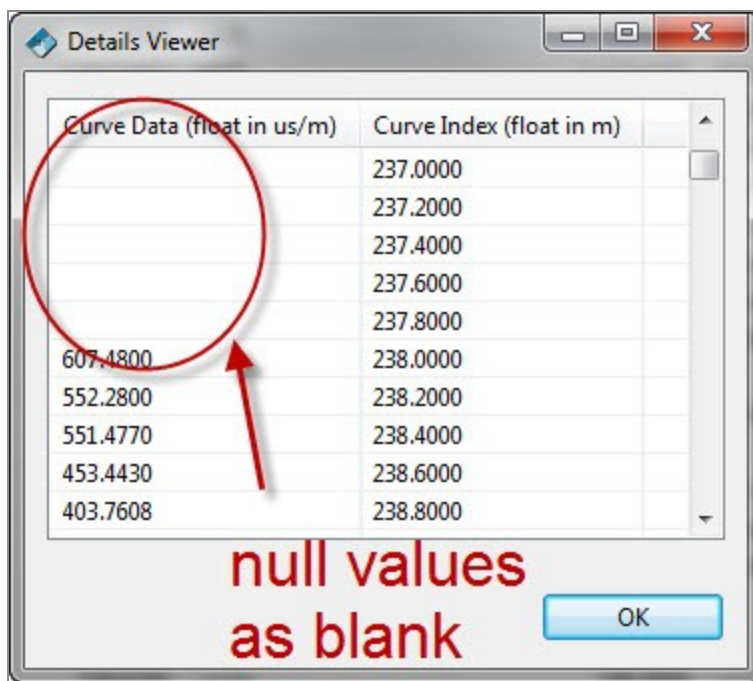 Details Viewer
Curve Data (float in us/m) Curve Index (float in m)
237.0000
237.2000
237.4000
237.6000
237.8000
607.4800 238.0000
552.2800 238.2000
551.4770 238.4000
453.4430 238.6000
403.7608 238.8000
null values
as blank
OK